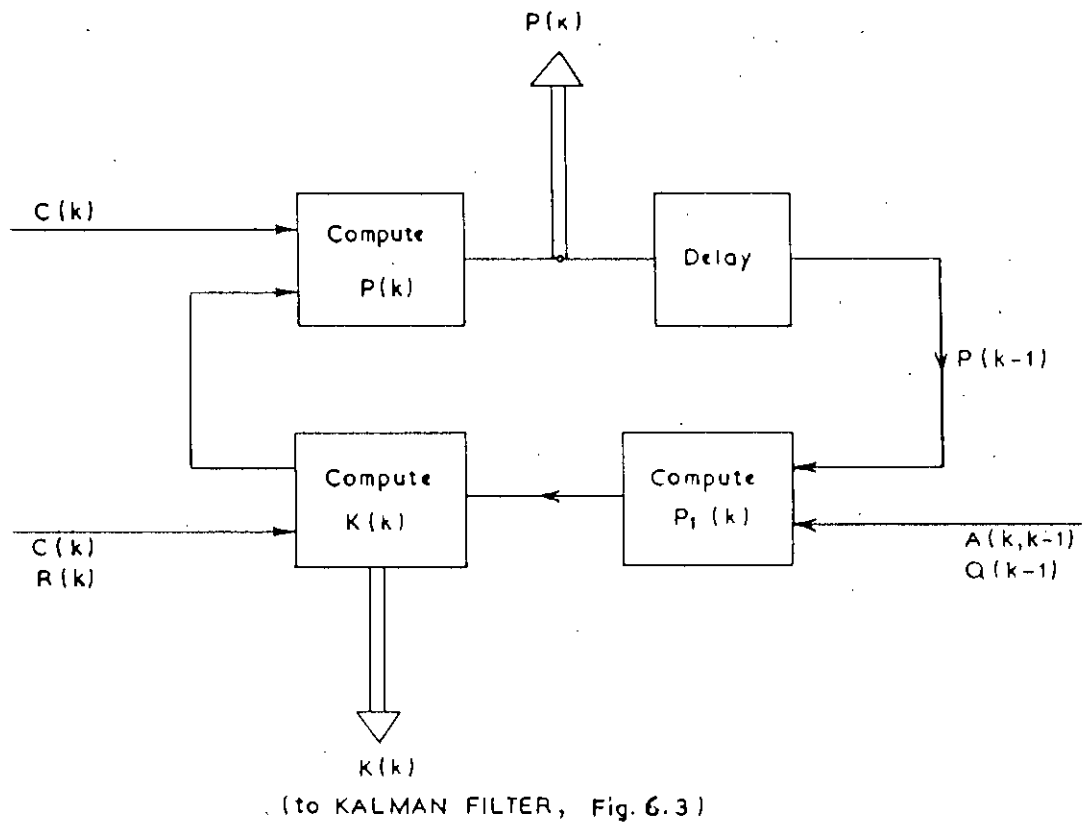 P(k)
C(k)
Compute
P(k)
Delay
P(k-1)
Compute
K(k)
Compute
P₁(k)
C(k)
R(k)
A(k,k-1)
Q(k-1)
K(k)
(to KALMAN FILTER, Fig. 6.3)